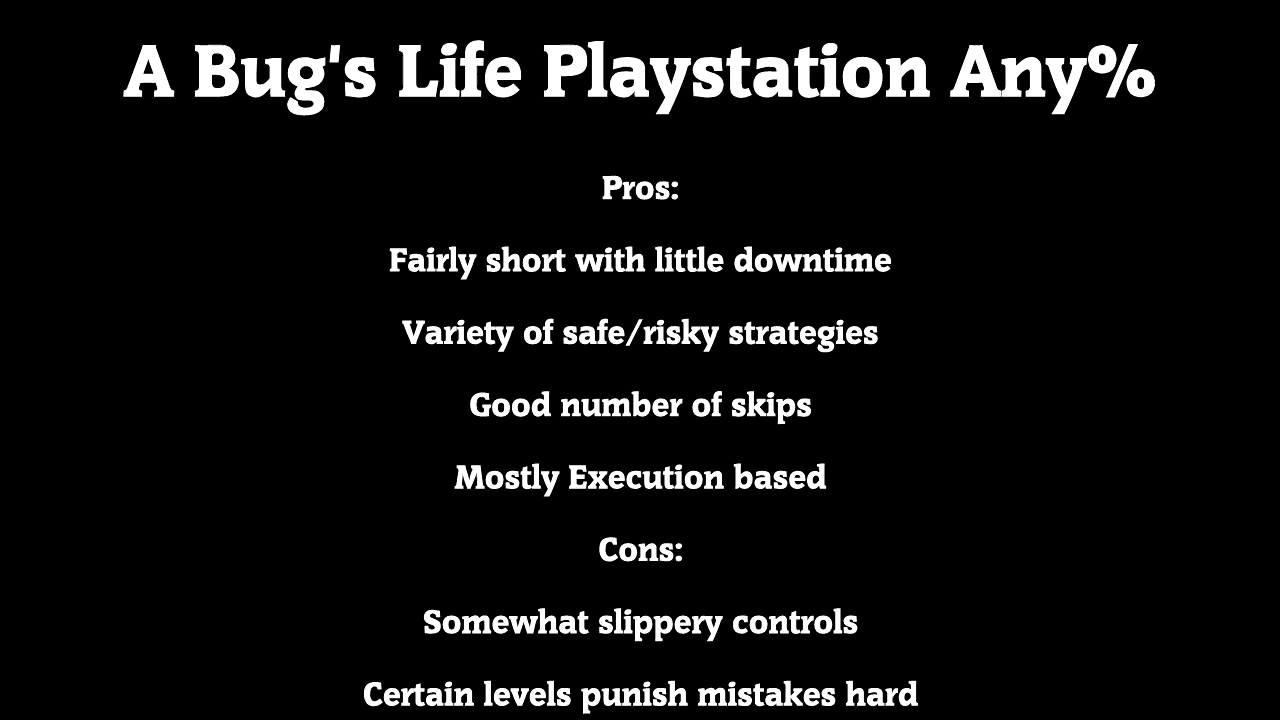 A Bug's Life Playstation Any%
Pros:
Fairly short with little downtime
Variety of safe/risky strategies
Good number of skips
Mostly Execution based
Cons:
Somewhat slippery controls
Certain levels punish mistakes hard